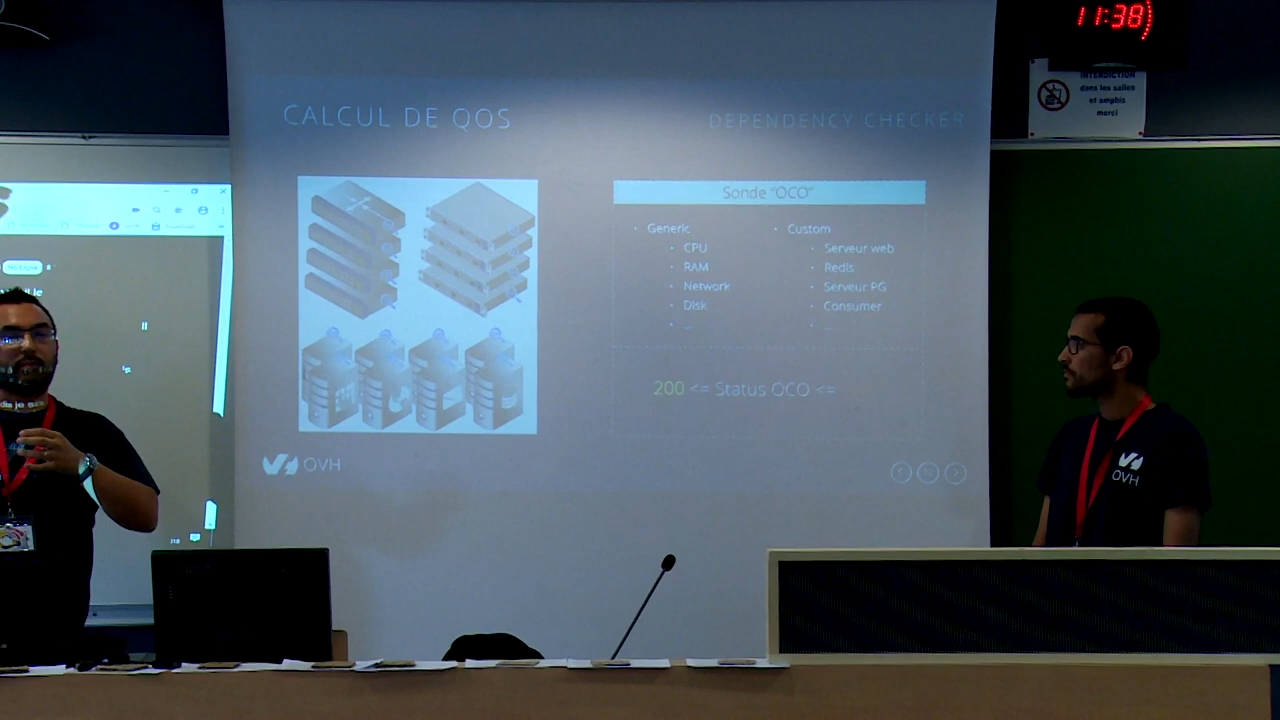 11:38
INTERDICTION
dans les salles
et amphis
merci
CALCUL DE QOS
DEPENDENCY CHECKER
Sonde "OCO"
Generic
CPU
RAM
Network
Disk
...
Custom
Serveur web
Redis
Serveur PG
Consumer
...
200 <= Status OCO <=
OVH
OVH